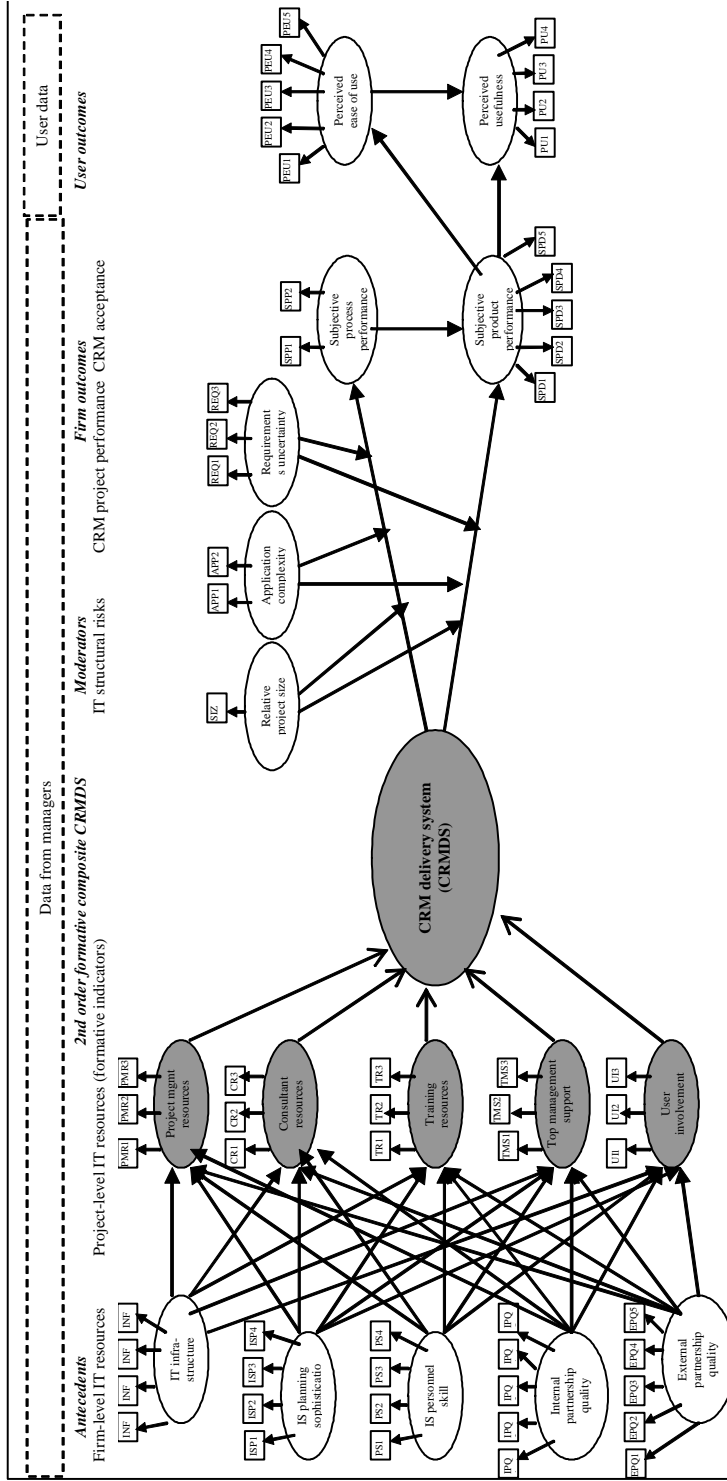 Data from managers
User data
Antecedents
Firm-level IT resources
2nd order formative composite CRMDS
Project-level IT resources (formative indicators)
Moderators
IT structural risks
Firm outcomes
CRM project performance CRM acceptance
User outcomes
INF
INF
INF
INF
IT infra-
structure
ISP1
ISP2
ISP3
ISP4
IS planning
sophisticatio
PS1
PS2
PS3
PS4
IS personnel
skill
IPQ
IPQ
IPQ
IPQ
IPQ
Internal
partnership
quality
EPQ1
EPQ2
EPQ3
EPQ4
EPQ5
External
partnership
quality
PMR1
PMR2
PMR3
Project mgmt
resources
CR1
CR2
CR3
Consultant
resources
TR1
TR2
TR3
Training
resources
TMS1
TMS2
TMS3
Top management
support
UI1
UI2
UI3
User
involvement
CRM delivery system
(CRMDS)
SIZ
Relative
project size
APP1
APP2
Application
complexity
REQ1
REQ2
REQ3
Requirement
s uncertainty
SPP1
SPP2
Subjective
process
performance
Subjective
product
performance
SPD1
SPD2
SPD3
SPD4
SPD5
PEU1
PEU2
PEU3
PEU4
PEU5
Perceived
ease of use
Perceived
usefulness
PU1
PU2
PU3
PU4